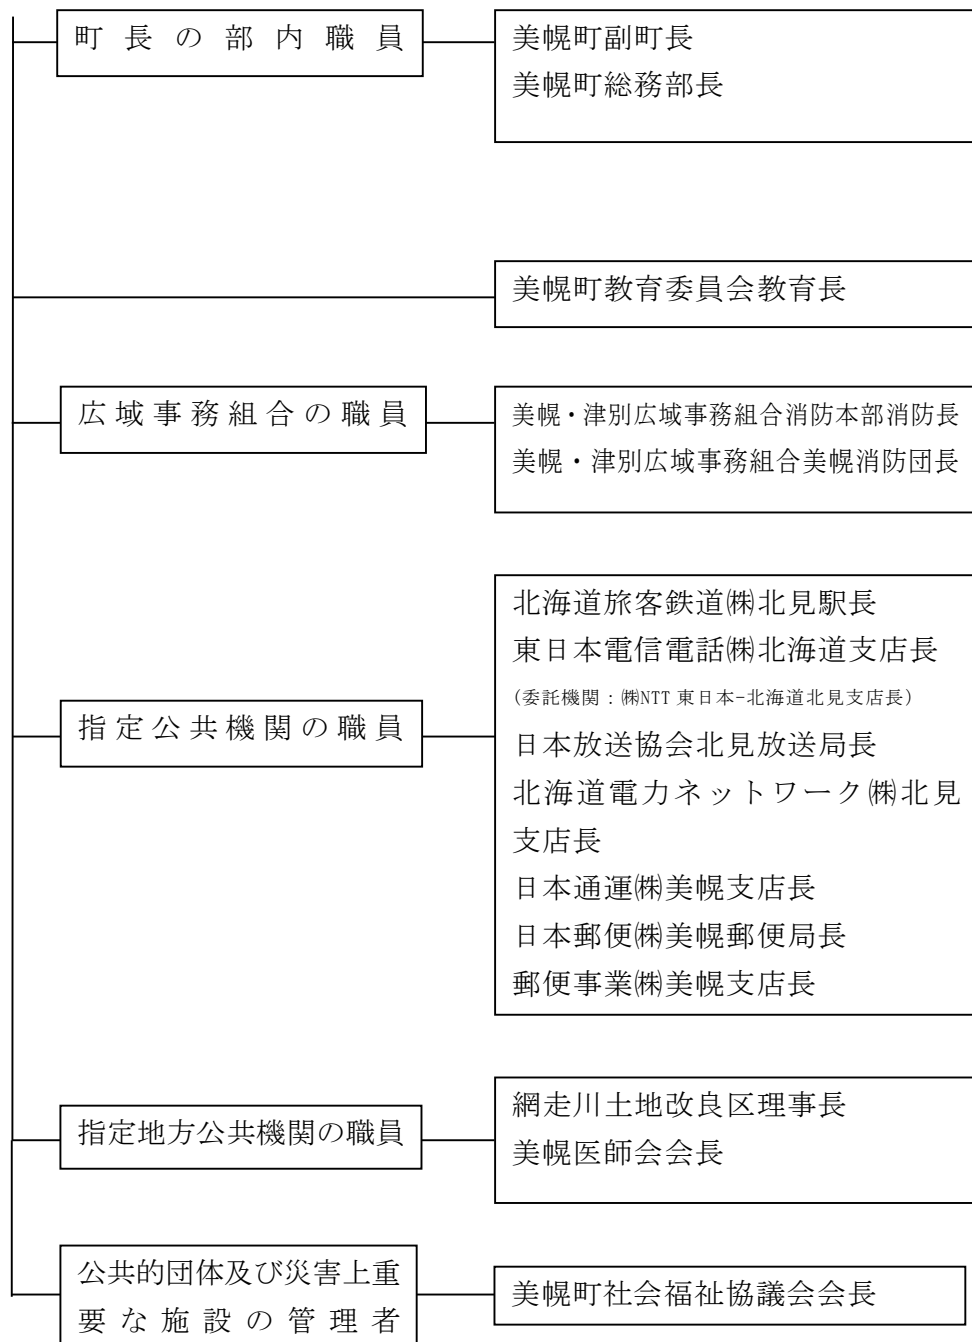 町長の部内職員
美幌町副町長
美幌町総務部長
美幌町教育委員会教育長
広域事務組合の職員
美幌・津別広域事務組合消防本部消防長
美幌・津別広域事務組合美幌消防団長
指定公共機関の職員
北海道旅客鉄道㈱北見駅長
東日本電信電話㈱北海道支店長
(委託機関：㈱NTT東日本-北海道北見支店長)
日本放送協会北見放送局長
北海道電力ネットワーク㈱北見
支店長
日本通運㈱美幌支店長
日本郵便㈱美幌郵便局長
郵便事業㈱美幌支店長
指定地方公共機関の職員
網走川土地改良区理事長
美幌医師会会長
公共的団体及び災害上重
要な施設の管理者
美幌町社会福祉協議会会長